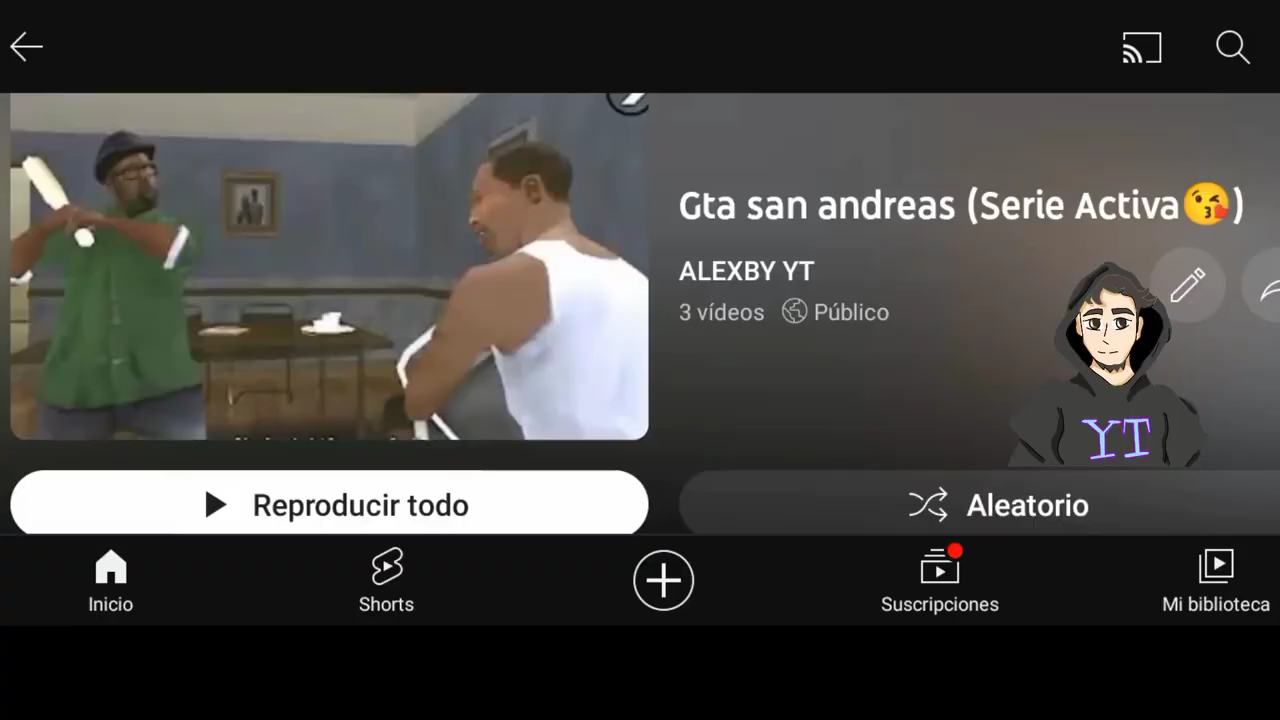 Gta san andreas (Serie Activa😘)
ALEXBY YT
3 vídeos Público
YT
Reproducir todo
Aleatorio
Inicio
Shorts
Suscripciones
Mi biblioteca